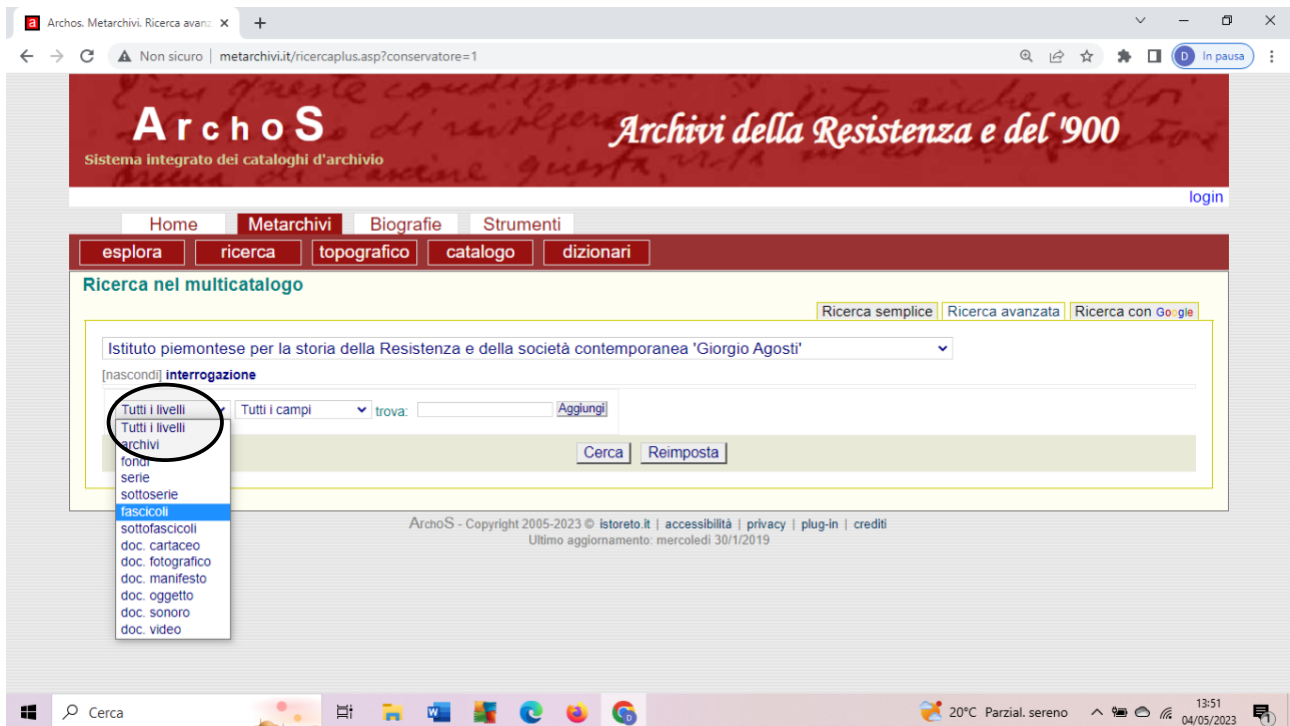 Archos. Metarchivi. Ricerca avanz
Non sicuro | metarchivi.it/ricercaplus.asp?conservatore=1
D In pausa
ArchoS
Archivi della Resistenza e del '900
Sistema integrato dei cataloghi d'archivio
login
Home Metarchivi Biografie Strumenti
esplora ricerca topografico catalogo dizionari
Ricerca nel multicatalogo
Ricerca semplice Ricerca avanzata Ricerca con Google
Istituto piemontese per la storia della Resistenza e della società contemporanea 'Giorgio Agosti'
[nascondi] interrogazione
Tutti i livelli Tutti i campi trova: Aggiungi
Tutti i livelli
archivi
fondi
Cerca Reimposta
serie
sottoserie
fascicoli
sottofascicoli
doc. cartaceo
doc. fotografico
doc. manifesto
doc. oggetto
doc. sonoro
doc. video
ArchoS - Copyright 2005-2023 © istoreto.it | accessibilità | privacy | plug-in | crediti
Ultimo aggiornamento: mercoledì 30/1/2019
Cerca
20°C Parzial. sereno
13:51
04/05/2023